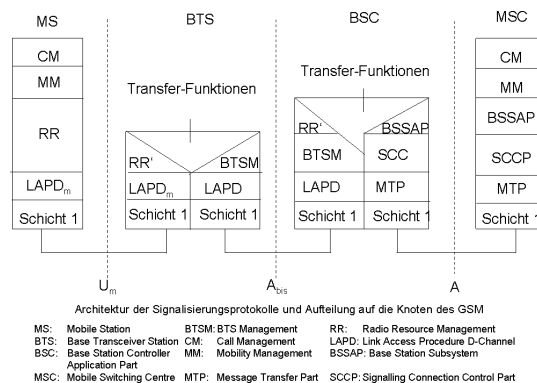 MS BTS BSC MSC
CM
MM
RR
LAPDm
Schicht 1
Transfer-Funktionen
RR' BTSM
LAPDm LAPD
Schicht 1 Schicht 1
Transfer-Funktionen
RR' BSSAP
BTSM SCC
LAPD MTP
Schicht 1 Schicht 1
CM
MM
BSSAP
SCCP
MTP
Schicht 1
Um Abis A
Architektur der Signalisierungsprotokolle und Aufteilung auf die Knoten des GSM
MS: Mobile Station BTSM: BTS Management RR: Radio Resource Management
BTS: Base Transceiver Station CM: Call Management LAPD: Link Access Procedure D-Channel
BSC: Base Station Controller MM: Mobility Management BSSAP: Base Station Subsystem
Application Part
MSC: Mobile Switching Centre MTP: Message Transfer Part SCCP: Signalling Connection Control Part